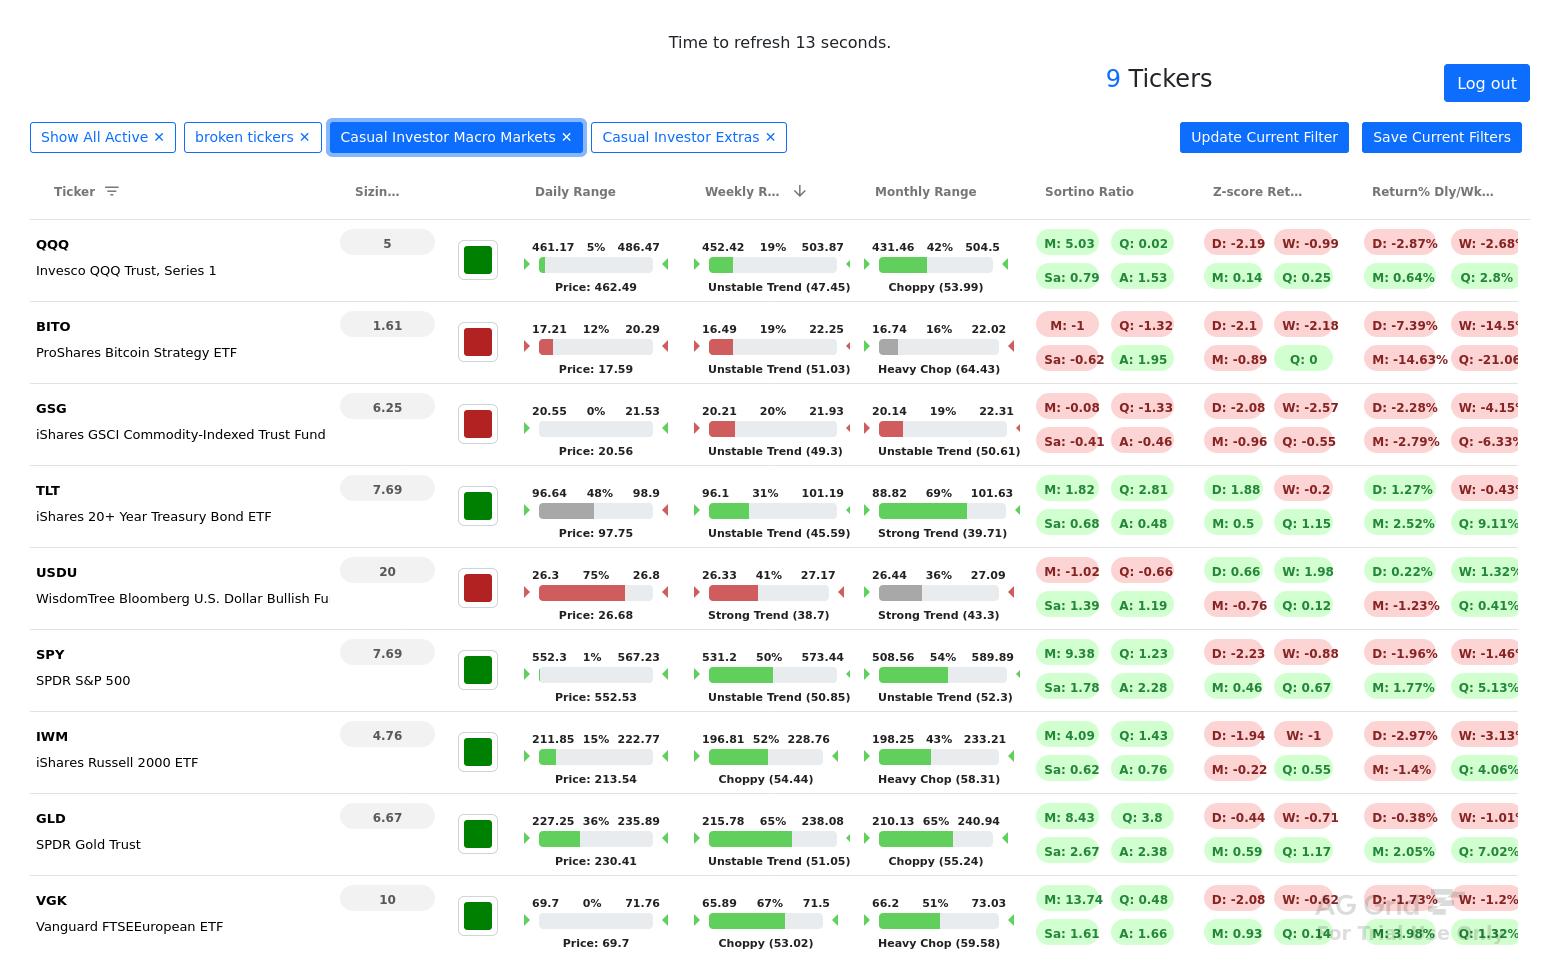 Time to refresh 13 seconds.
9 Tickers
Log out
Show All Active ✕ broken tickers ✕ Casual Investor Macro Markets ✕ Casual Investor Extras ✕ Update Current Filter Save Current Filters
Ticker Sizin... Daily Range Weekly R... Monthly Range Sortino Ratio Z-score Ret... Return% Dly/Wk...
QQQ 5 461.17 5% 486.47 452.42 19% 503.87 431.46 42% 504.5 M: 5.03 Q: 0.02 D: -2.19 W: -0.99 D: -2.87% W: -2.68%
Invesco QQQ Trust, Series 1 Price: 462.49 Unstable Trend (47.45) Choppy (53.99) Sa: 0.79 A: 1.53 M: 0.14 Q: 0.25 M: 0.64% Q: 2.8%
BITO 1.61 17.21 12% 20.29 16.49 19% 22.25 16.74 16% 22.02 M: -1 Q: -1.32 D: -2.1 W: -2.18 D: -7.39% W: -14.5
ProShares Bitcoin Strategy ETF Price: 17.59 Unstable Trend (51.03) Heavy Chop (64.43) Sa: -0.62 A: 1.95 M: -0.89 Q: 0 M: -14.63% Q: -21.06
GSG 6.25 20.55 0% 21.53 20.21 20% 21.93 20.14 19% 22.31 M: -0.08 Q: -1.33 D: -2.08 W: -2.57 D: -2.28% W: -4.15%
iShares GSCI Commodity-Indexed Trust Fund Price: 20.56 Unstable Trend (49.3) Unstable Trend (50.61) Sa: -0.41 A: -0.46 M: -0.96 Q: -0.55 M: -2.79% Q: -6.33%
TLT 7.69 96.64 48% 98.9 96.1 31% 101.19 88.82 69% 101.63 M: 1.82 Q: 2.81 D: 1.88 W: -0.2 D: 1.27% W: -0.43%
iShares 20+ Year Treasury Bond ETF Price: 97.75 Unstable Trend (45.59) Strong Trend (39.71) Sa: 0.68 A: 0.48 M: 0.5 Q: 1.15 M: 2.52% Q: 9.11%
USDU 20 26.3 75% 26.8 26.33 41% 27.17 26.44 36% 27.09 M: -1.02 Q: -0.66 D: 0.66 W: 1.98 D: 0.22% W: 1.32%
WisdomTree Bloomberg U.S. Dollar Bullish Fu Price: 26.68 Strong Trend (38.7) Strong Trend (43.3) Sa: 1.39 A: 1.19 M: -0.76 Q: 0.12 M: -1.23% Q: 0.41%
SPY 7.69 552.3 1% 567.23 531.2 50% 573.44 508.56 54% 589.89 M: 9.38 Q: 1.23 D: -2.23 W: -0.88 D: -1.96% W: -1.46%
SPDR S&P 500 Price: 552.53 Unstable Trend (50.85) Unstable Trend (52.3) Sa: 1.78 A: 2.28 M: 0.46 Q: 0.67 M: 1.77% Q: 5.13%
IWM 4.76 211.85 15% 222.77 196.81 52% 228.76 198.25 43% 233.21 M: 4.09 Q: 1.43 D: -1.94 W: -1 D: -2.97% W: -3.13%
iShares Russell 2000 ETF Price: 213.54 Choppy (54.44) Heavy Chop (58.31) Sa: 0.62 A: 0.76 M: -0.22 Q: 0.55 M: -1.4% Q: 4.06%
GLD 6.67 227.25 36% 235.89 215.78 65% 238.08 210.13 65% 240.94 M: 8.43 Q: 3.8 D: -0.44 W: -0.71 D: -0.38% W: -1.01%
SPDR Gold Trust Price: 230.41 Unstable Trend (51.05) Choppy (55.24) Sa: 2.67 A: 2.38 M: 0.59 Q: 1.17 M: 2.05% Q: 7.02%
VGK 10 69.7 0% 71.76 65.89 67% 71.5 66.2 51% 73.03 M: 13.74 Q: 0.48 D: -2.08 W: -0.62 D: -1.73% W: -1.2%
Vanguard FTSEEuropean ETF Price: 69.7 Choppy (53.02) Heavy Chop (59.58) Sa: 1.61 A: 1.66 M: 0.93 Q: 0.14 M: 3.98% Q: 1.32%
AG Grid
For Trial Use Only